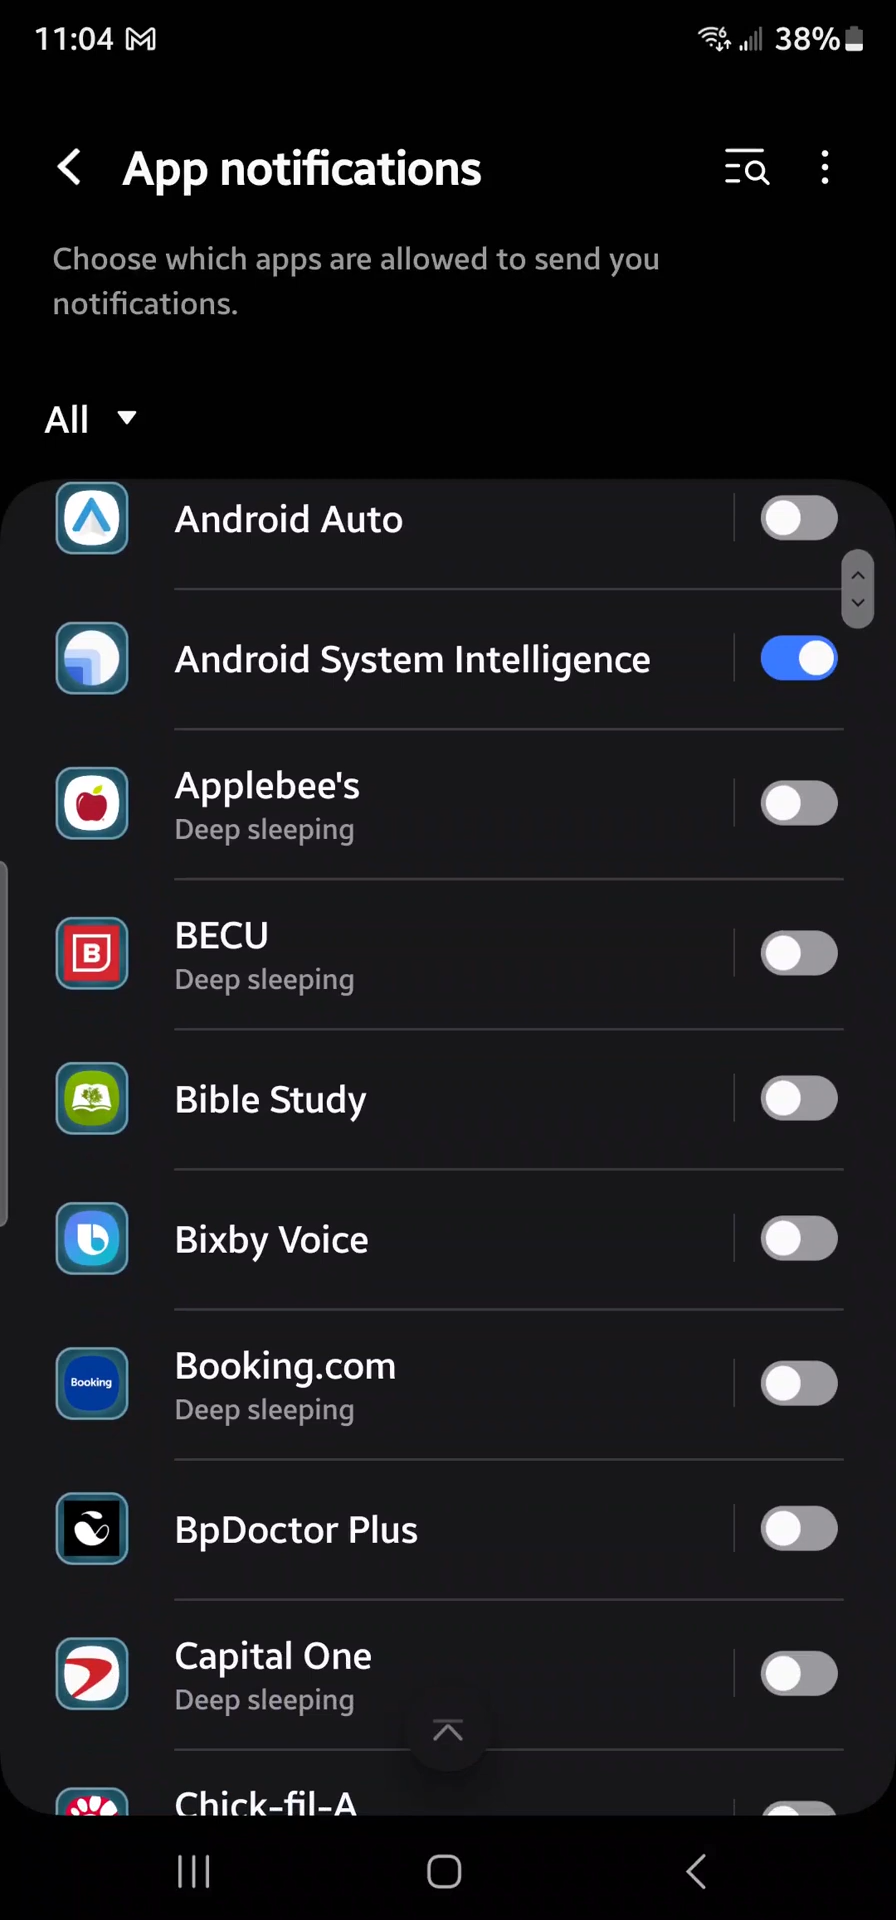 11:04
38%
App notifications
Choose which apps are allowed to send you
notifications.
All
Android Auto
Android System Intelligence
Applebee's
Deep sleeping
B
BECU
Deep sleeping
Bible Study
Bixby Voice
Booking
Booking.com
Deep sleeping
BpDoctor Plus
Capital One
Deep sleeping
Chick-fil-A